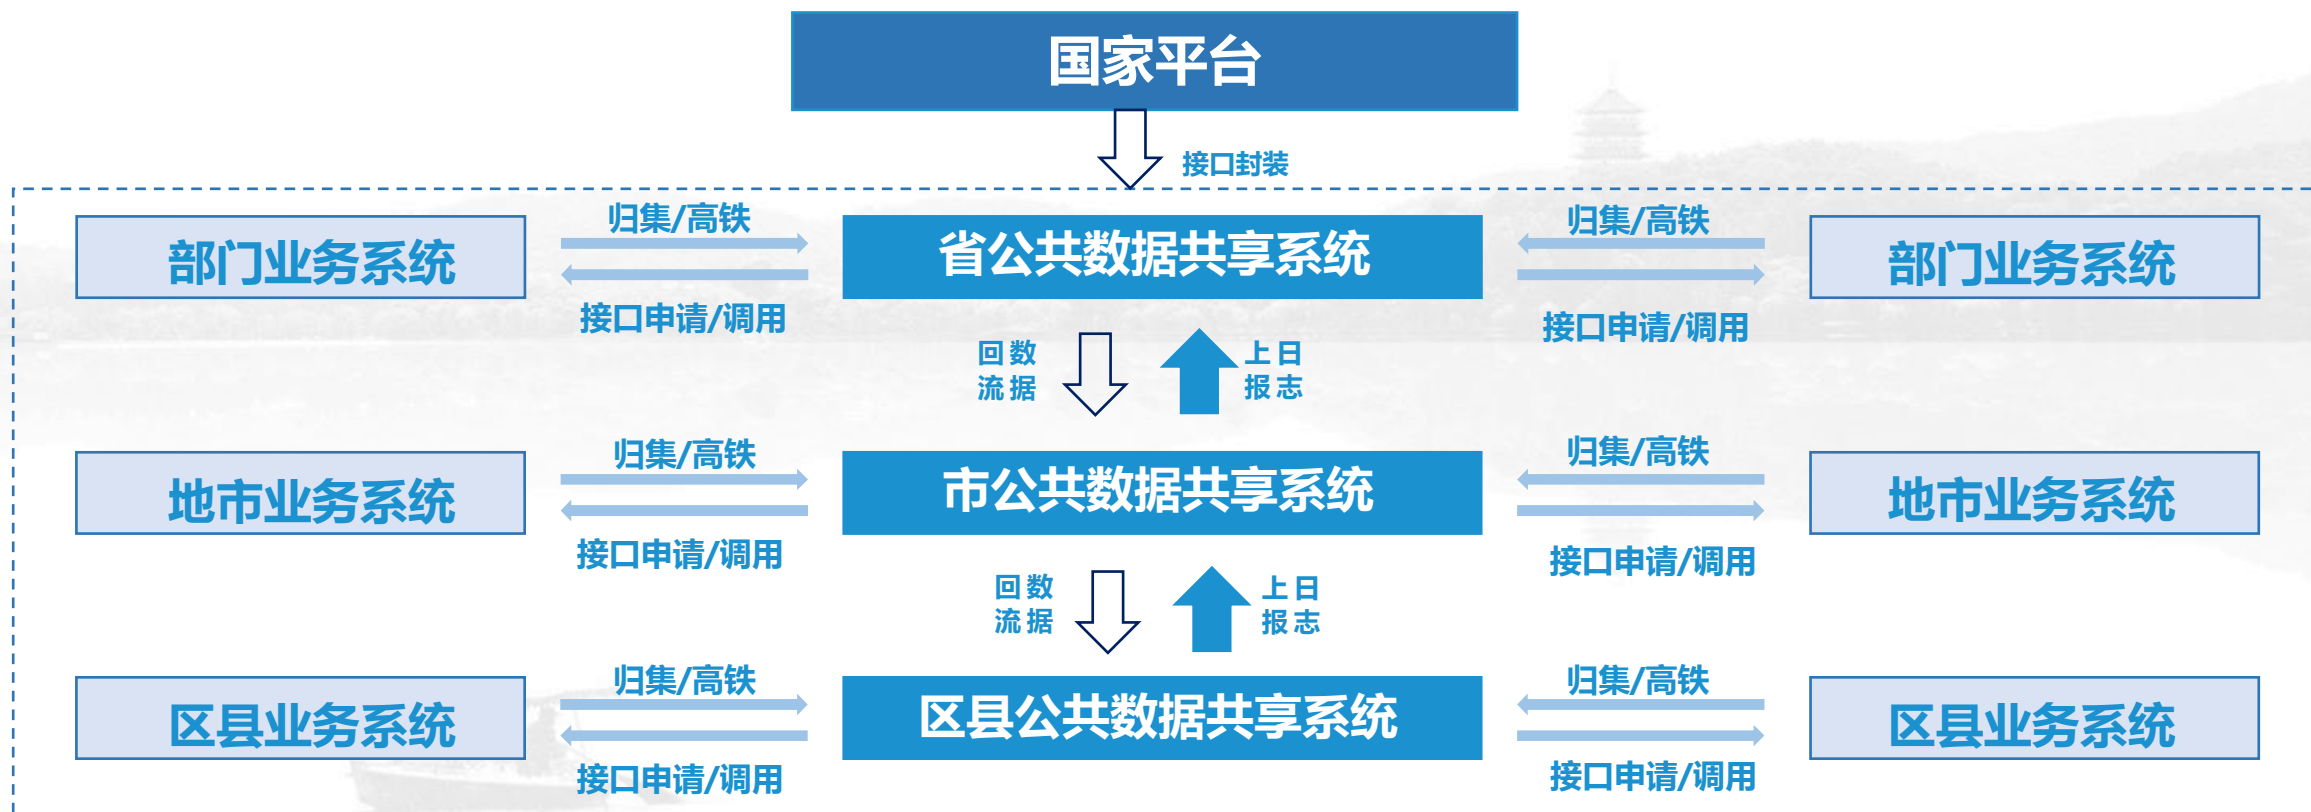 国家平台
接口封装
归集/高铁
归集/高铁
部门业务系统
省公共数据共享系统
部门业务系统
接口申请/调用
接口申请/调用
回数
流据
上日
报志
归集/高铁
归集/高铁
地市业务系统
市公共数据共享系统
地市业务系统
接口申请/调用
接口申请/调用
回数
流据
上日
报志
归集/高铁
归集/高铁
区县业务系统
区县公共数据共享系统
区县业务系统
接口申请/调用
接口申请/调用